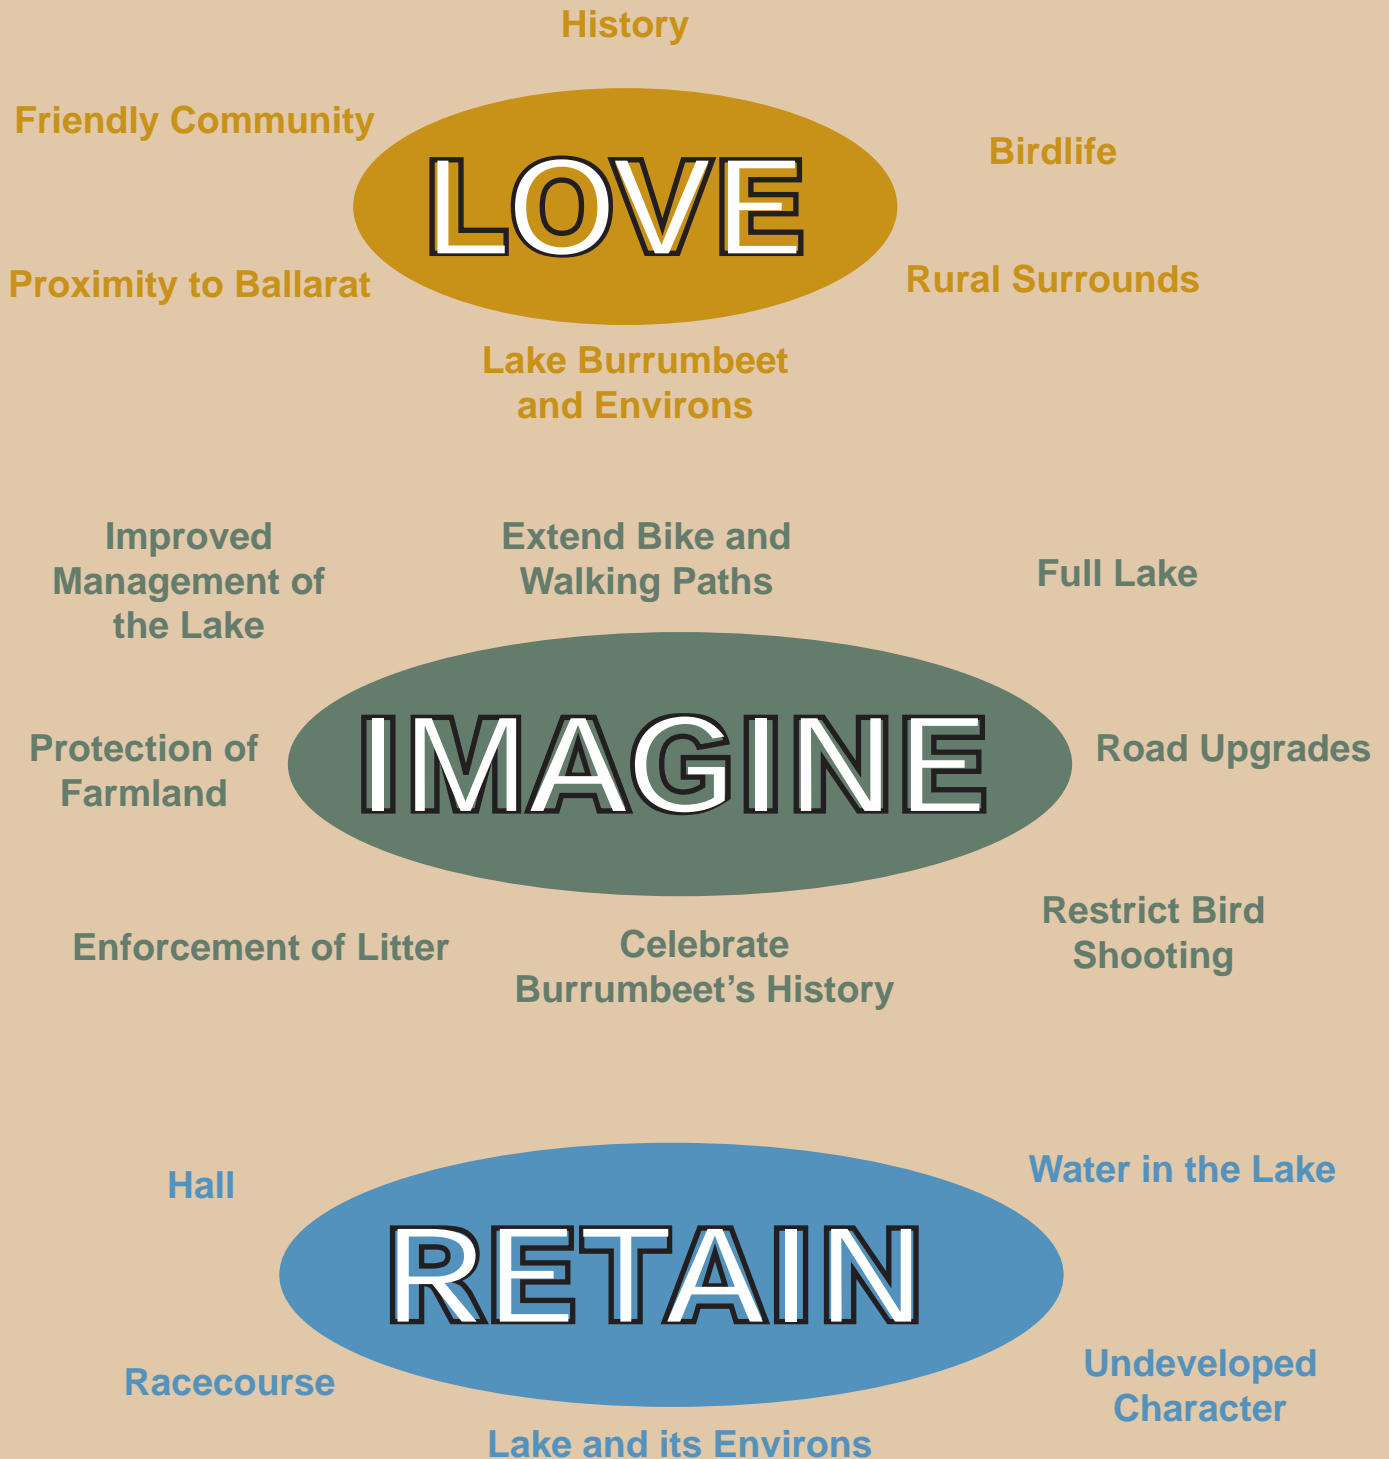 History
Friendly Community
LOVE
Birdlife
Proximity to Ballarat
Rural Surrounds
Lake Burrumbeet
and Environs
Improved
Management of
the Lake
Extend Bike and
Walking Paths
Full Lake
Protection of
Farmland
IMAGINE
Road Upgrades
Enforcement of Litter
Celebrate
Burrumbeet’s History
Restrict Bird
Shooting
Hall
Water in the Lake
RETAIN
Racecourse
Undeveloped
Character
Lake and its Environs